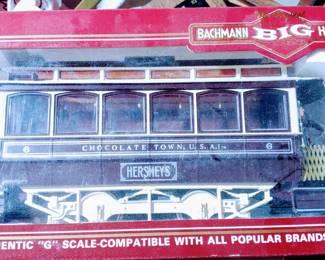 BACHMANN BIG H
6 CHOCOLATE TOWN, U.S.A. 6
HERSHEY'S
ENTIC "G" SCALE-COMPATIBLE WITH ALL POPULAR BRANDS